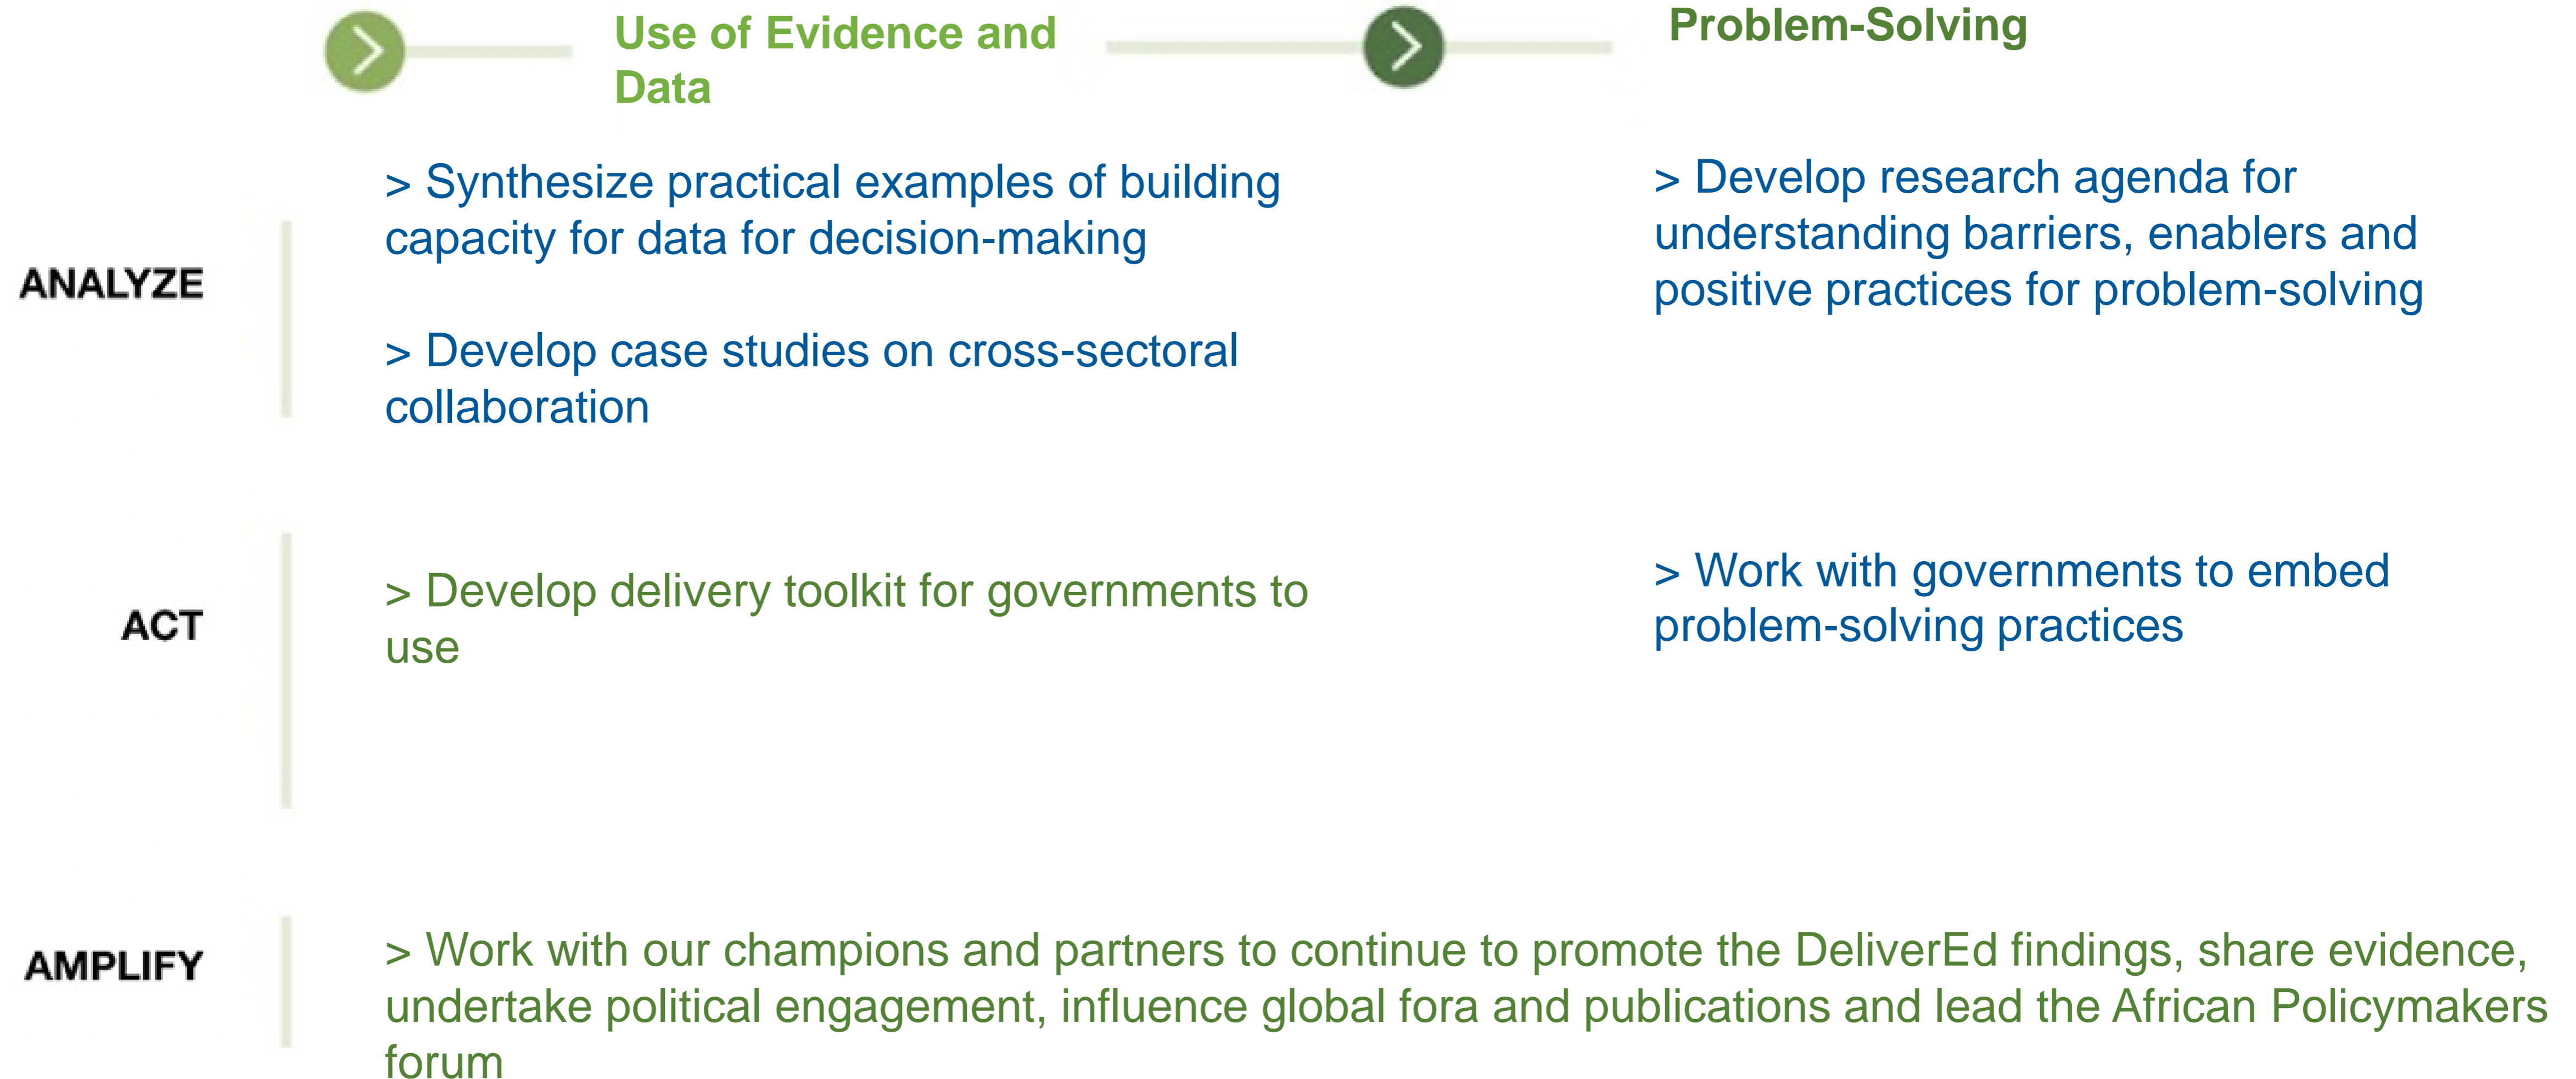 Use of Evidence and
Data
Problem-Solving
ANALYZE
> Synthesize practical examples of building
capacity for data for decision-making
> Develop case studies on cross-sectoral
collaboration
> Develop research agenda for
understanding barriers, enablers and
positive practices for problem-solving
ACT
> Develop delivery toolkit for governments to
use
> Work with governments to embed
problem-solving practices
AMPLIFY
> Work with our champions and partners to continue to promote the DeliverEd findings, share evidence,
undertake political engagement, influence global fora and publications and lead the African Policymakers
forum